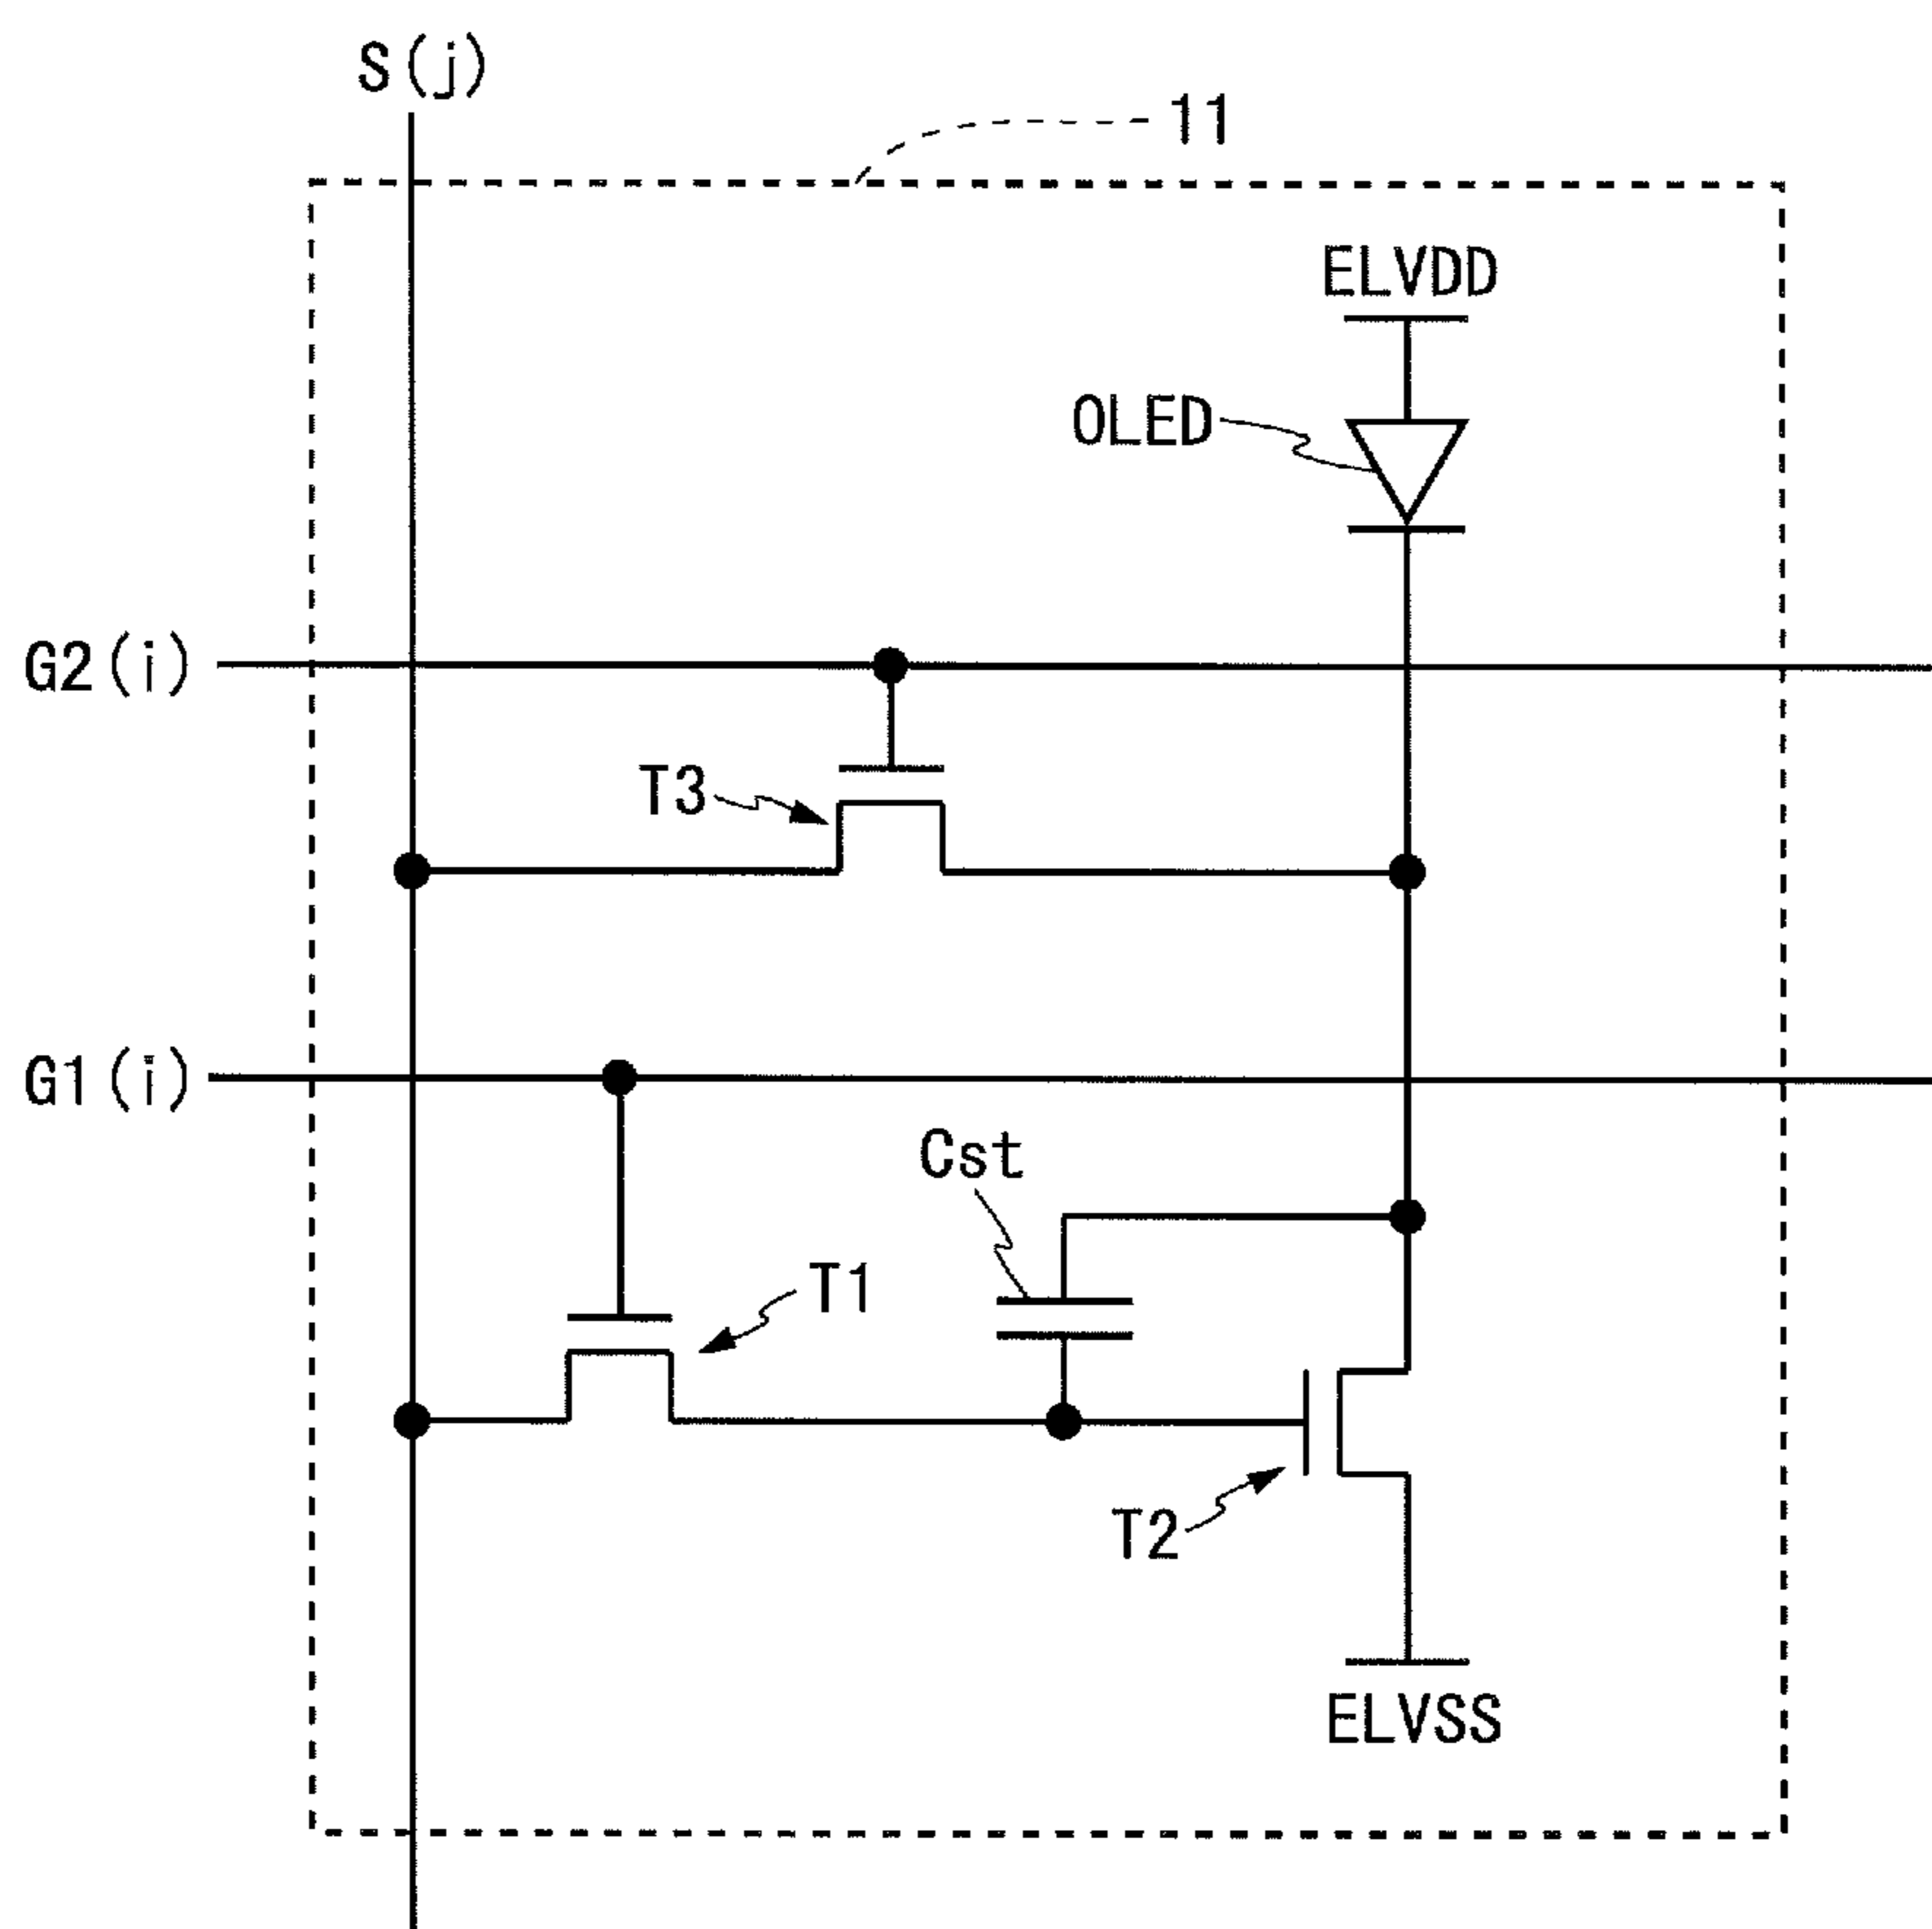 S(j)
11
ELVDD
OLED
G2(i)
T3
G1(i)
Cst
T1
T2
ELVSS